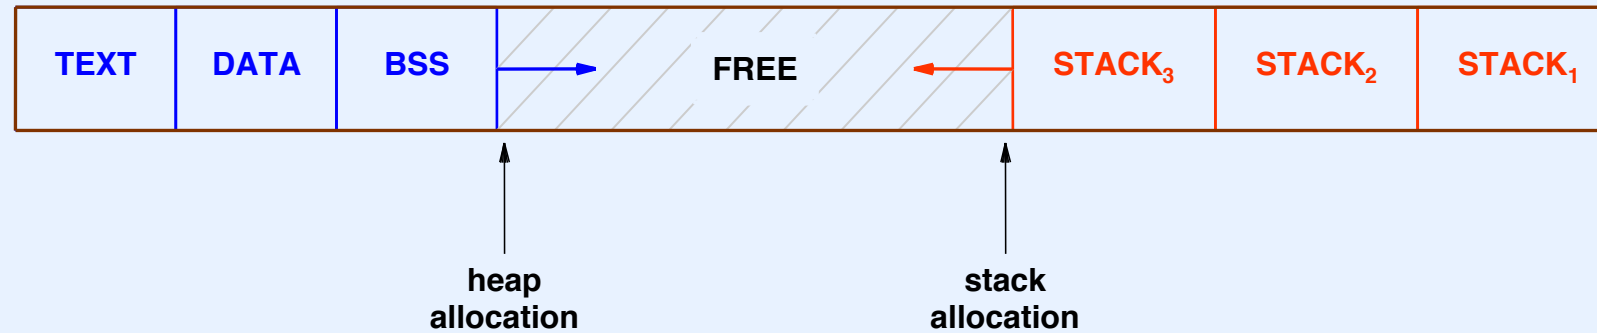 TEXT DATA BSS FREE STACK₃ STACK₂ STACK₁
heap
allocation
stack
allocation